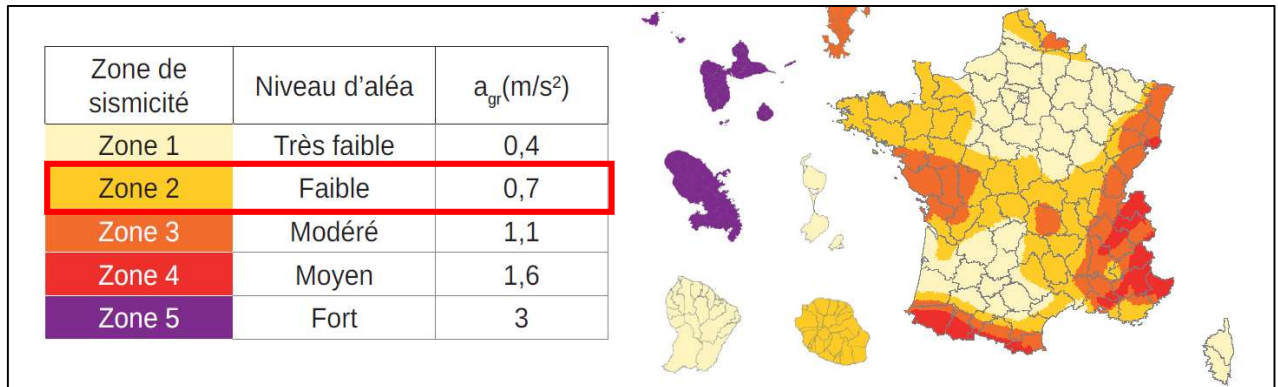 Zone de sismicité Niveau d’aléa a_gr(m/s²)
Zone 1 Très faible 0,4
Zone 2 Faible 0,7
Zone 3 Modéré 1,1
Zone 4 Moyen 1,6
Zone 5 Fort 3